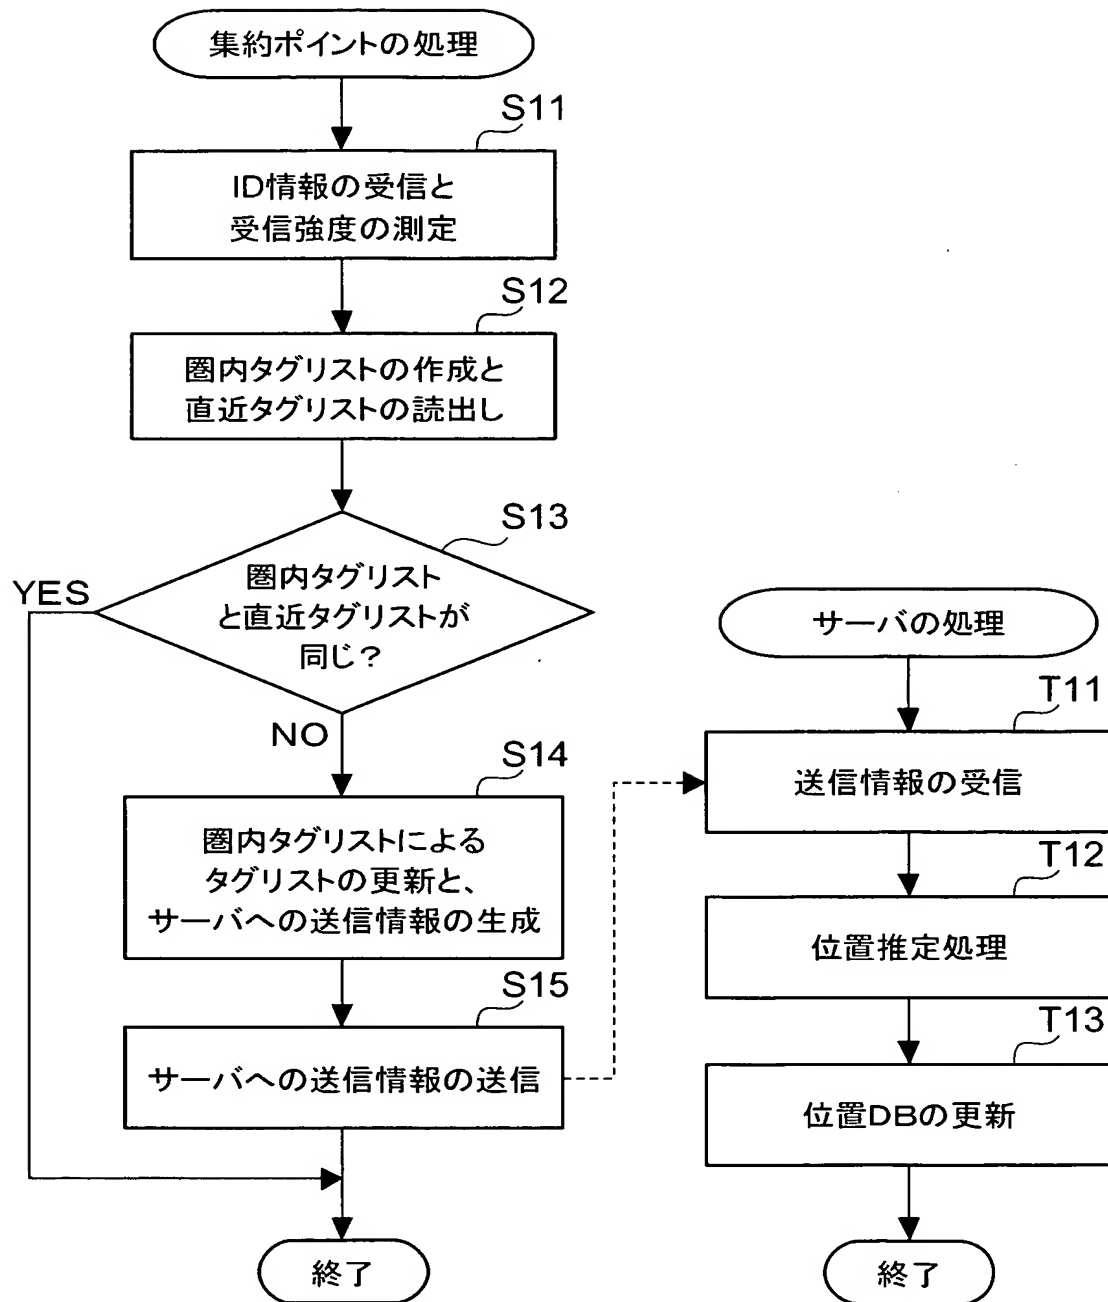 集約ポイントの処理
S11
ID情報の受信と
受信強度の測定
S12
圏内タグリストの作成と
直近タグリストの読出し
S13
圏内タグリスト
と直近タグリストが
同じ?
YES
NO
S14
圏内タグリストによる
タグリストの更新と、
サーバへの送信情報の生成
S15
サーバへの送信情報の送信
終了
サーバの処理
T11
送信情報の受信
T12
位置推定処理
T13
位置DBの更新
終了